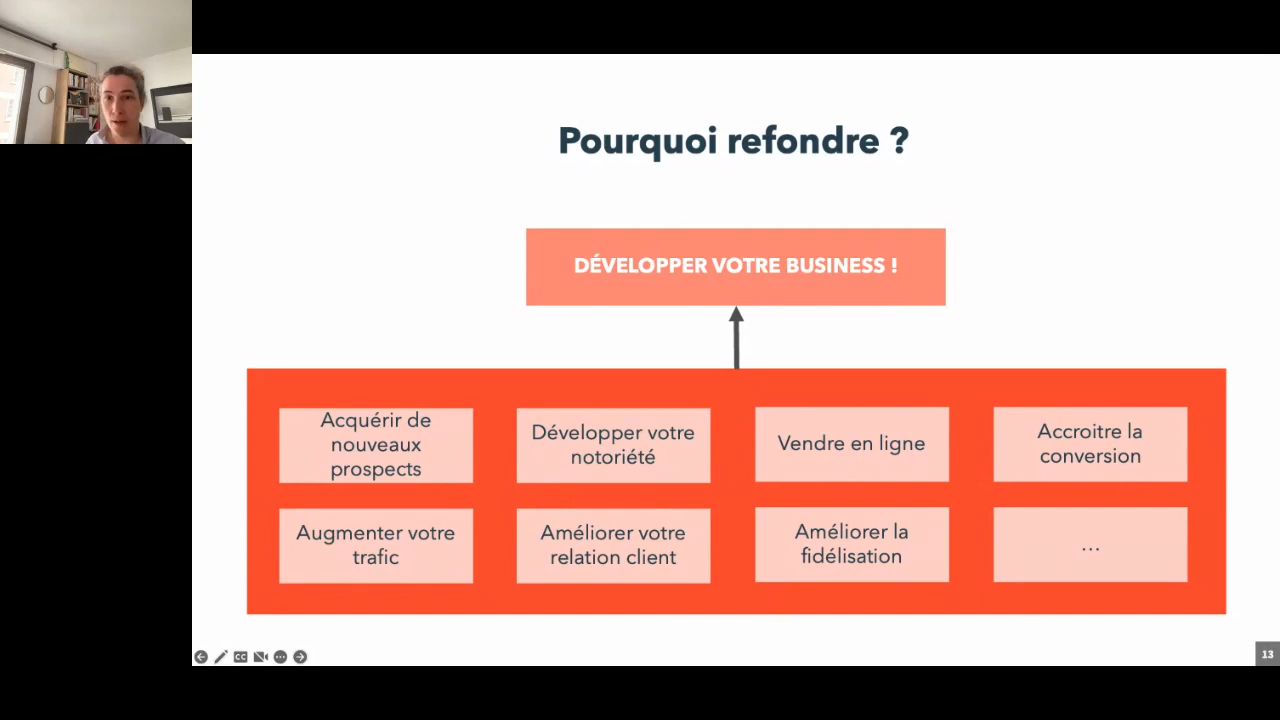 Pourquoi refondre ?
DÉVELOPPER VOTRE BUSINESS !
Acquérir de
nouveaux
prospects
Développer votre
notoriété
Vendre en ligne
Accroitre la
conversion
Augmenter votre
trafic
Améliorer votre
relation client
Améliorer la
fidélisation
...
CC
13